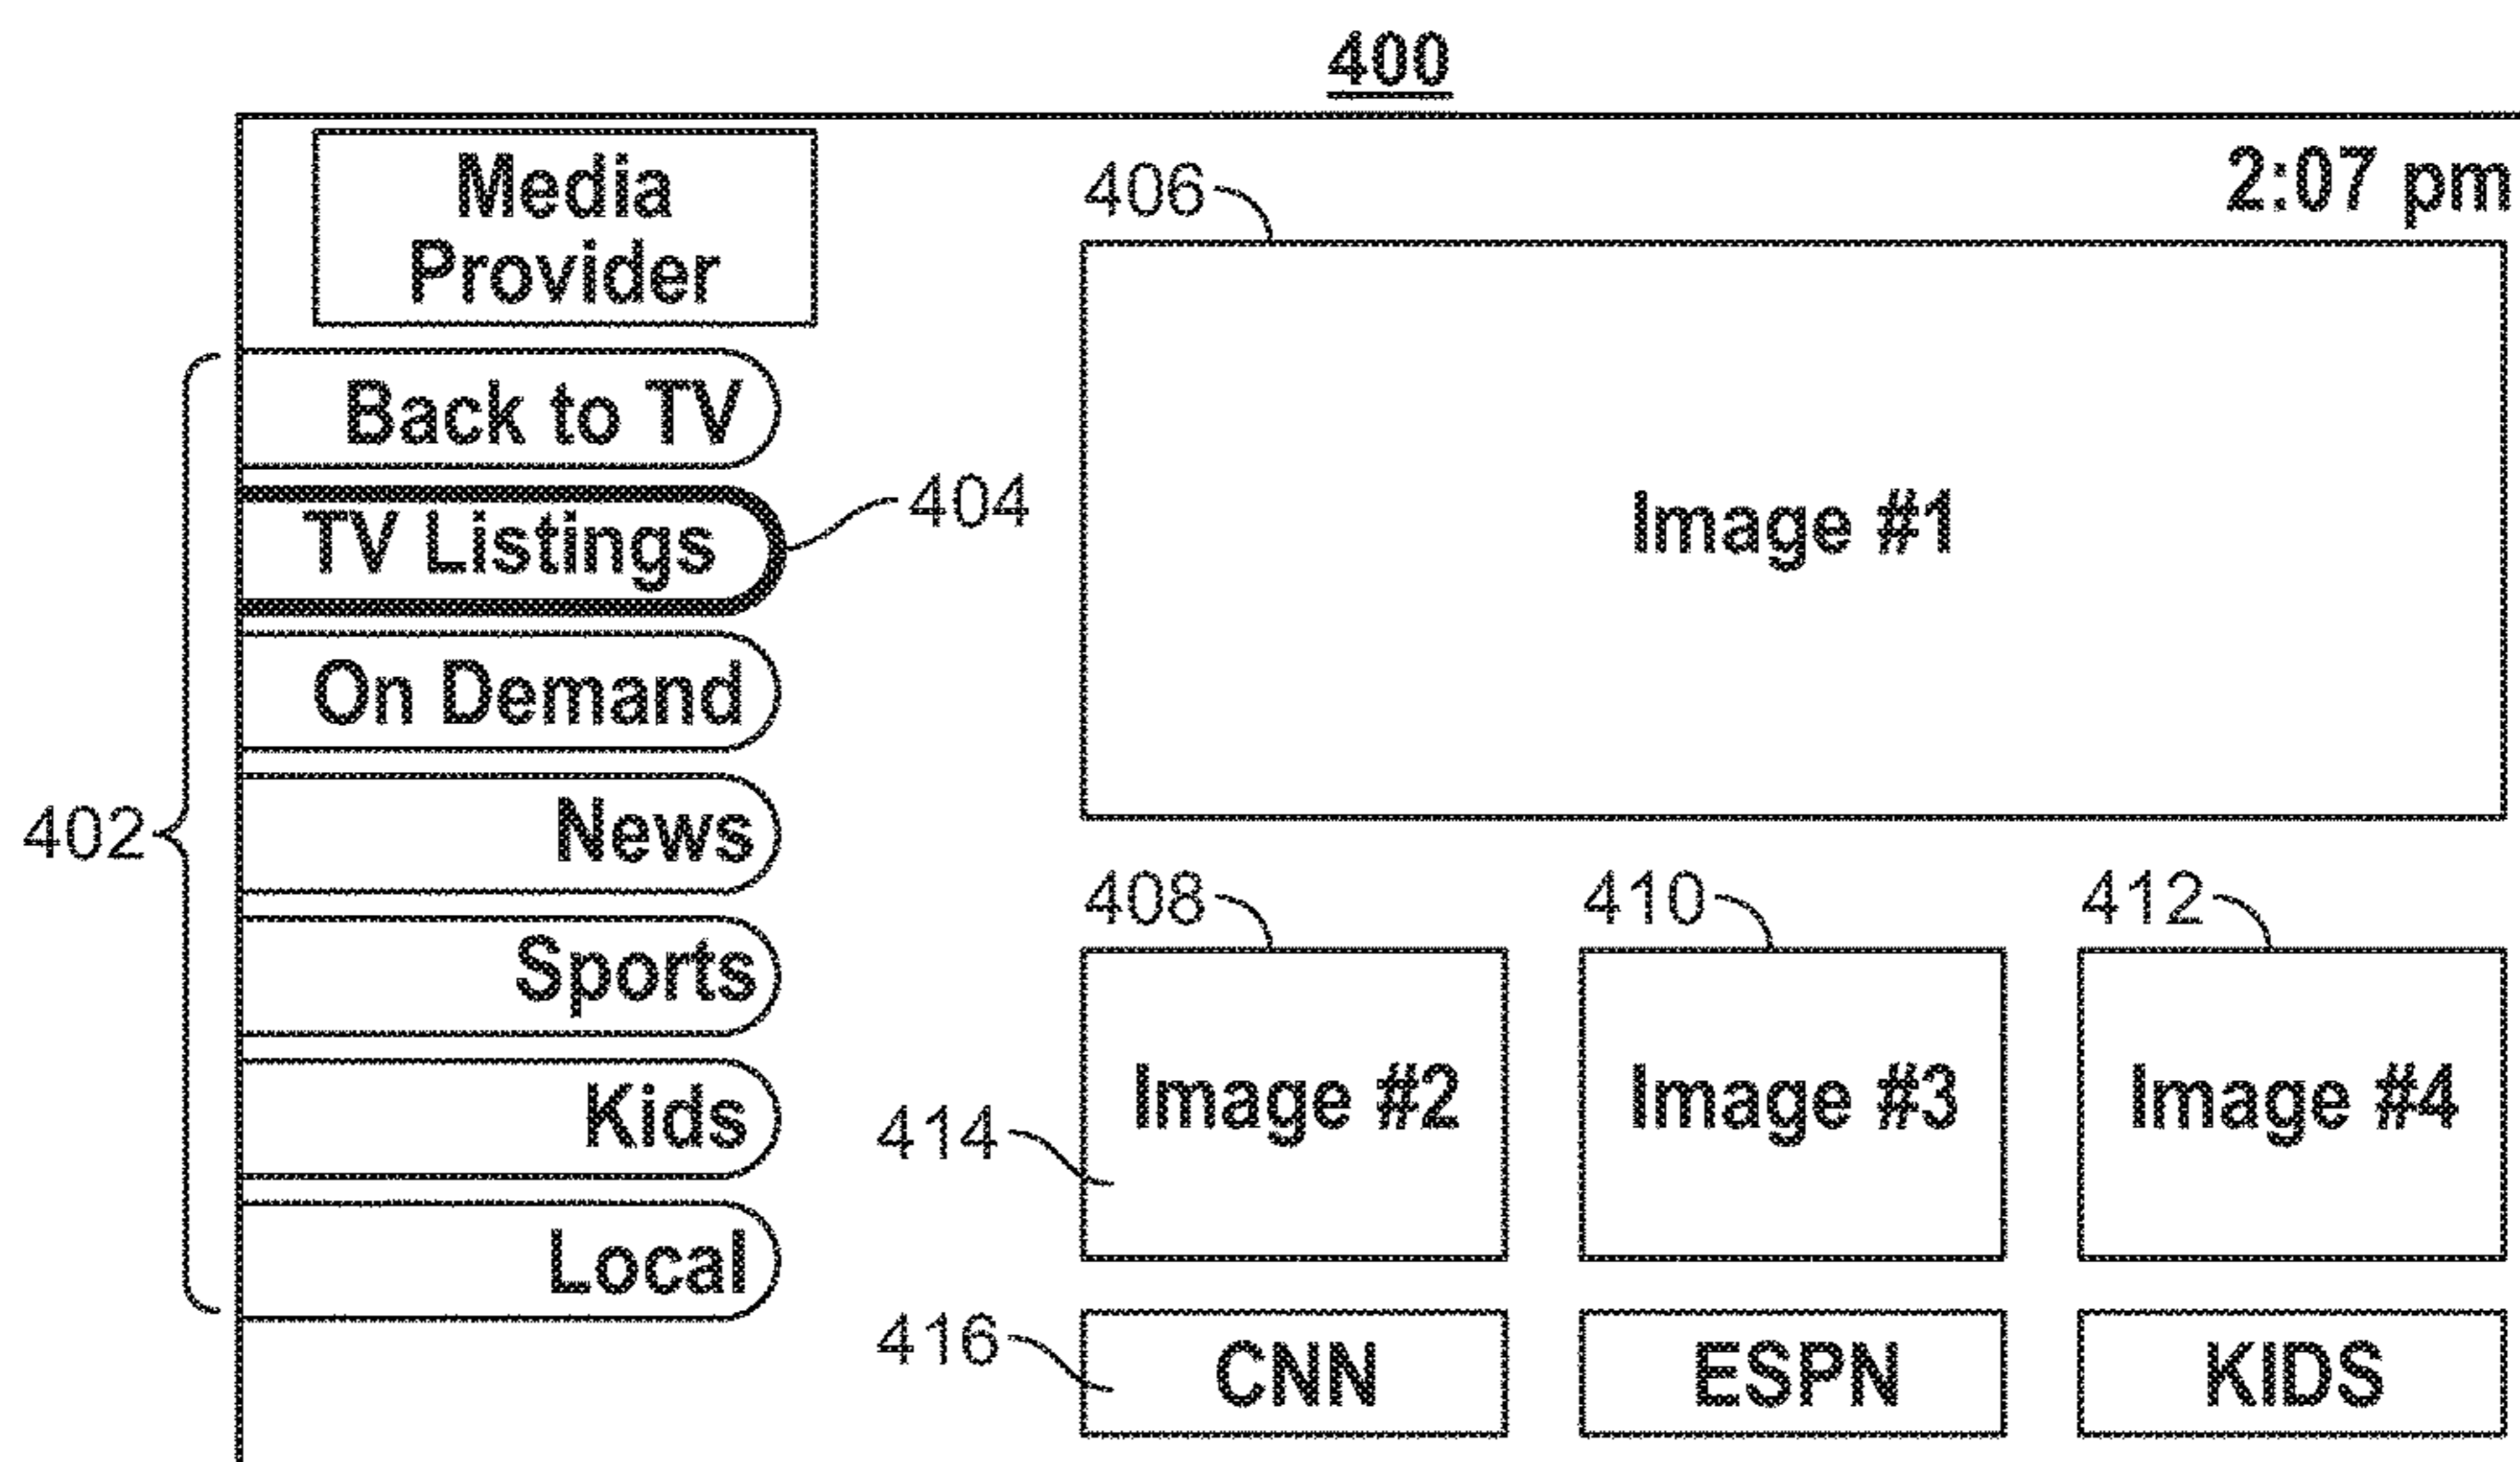 400
Media
Provider
2:07 pm
406
Back to TV
404
TV Listings
Image #1
On Demand
402
News
408
410
412
Sports
Image #2
Image #3
Image #4
Kids
414
Local
416
CNN
ESPN
KIDS